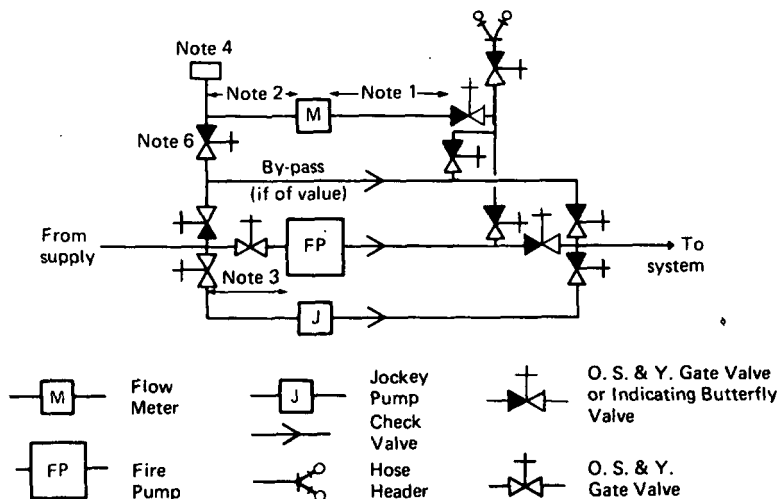 Note 4
Note 2
Note 1
M
Note 6
By-pass
(if of value)
From
supply
FP
To
system
Note 3
J
M
Flow
Meter
J
Jockey
Pump
O. S. & Y. Gate Valve
or Indicating Butterfly
Valve
Check
Valve
FP
Fire
Pump
Hose
Header
O. S. & Y.
Gate Valve